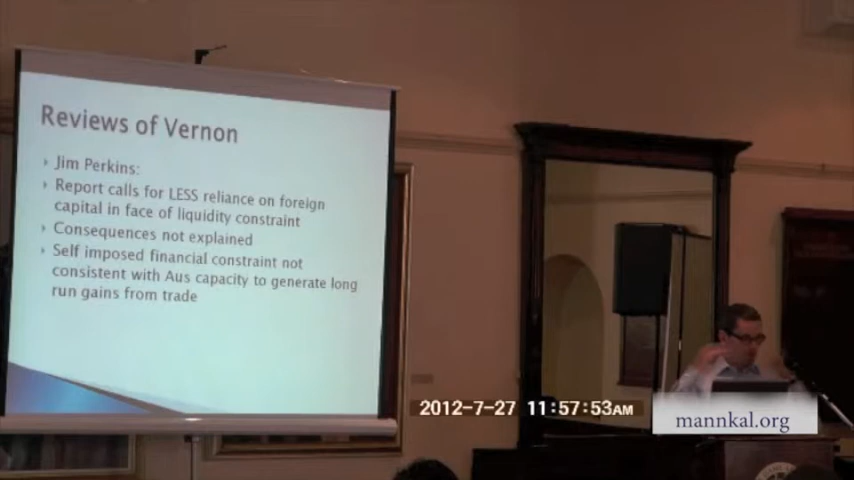 Reviews of Vernon
Jim Perkins:
Report calls for LESS reliance on foreign
capital in face of liquidity constraint
Consequences not explained
Self imposed financial constraint not
consistent with Aus capacity to generate long
run gains from trade
2012-7-27 11:57:53AM
mannkal.org